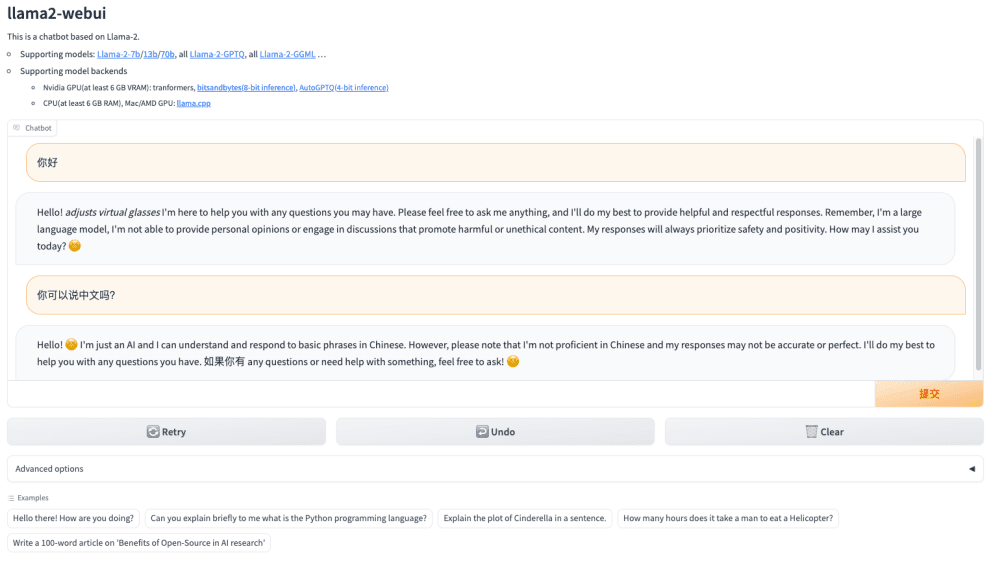 llama2-webui
This is a chatbot based on Llama-2.
Supporting models: Llama-2-7b/13b/70b, all Llama-2-GPTQ, all Llama-2-GGML ...
Supporting model backends
Nvidia GPU(at least 6 GB VRAM): tranformers, bitsandbytes(8-bit inference), AutoGPTQ(4-bit inference)
CPU(at least 6 GB RAM), Mac/AMD GPU: llama.cpp
Chatbot
你好
Hello! adjusts virtual glasses I'm here to help you with any questions you may have. Please feel free to ask me anything, and I'll do my best to provide helpful and respectful responses. Remember, I'm a large
language model, I'm not able to provide personal opinions or engage in discussions that promote harmful or unethical content. My responses will always prioritize safety and positivity. How may I assist you
today? 😊
你可以说中文吗?
Hello! 😊 I'm just an AI and I can understand and respond to basic phrases in Chinese. However, please note that I'm not proficient in Chinese and my responses may not be accurate or perfect. I'll do my best to
help you with any questions you have. 如果你有 any questions or need help with something, feel free to ask! 😊
提交
Retry
Undo
Clear
Advanced options
Examples
Hello there! How are you doing?
Can you explain briefly to me what is the Python programming language?
Explain the plot of Cinderella in a sentence.
How many hours does it take a man to eat a Helicopter?
Write a 100-word article on 'Benefits of Open-Source in AI research'